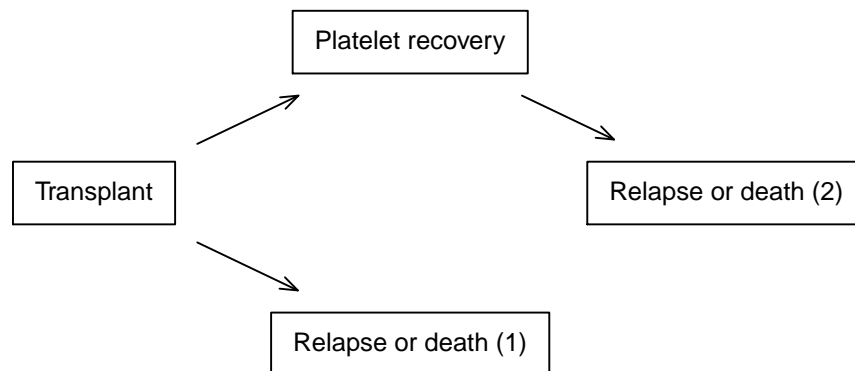 Platelet recovery
Transplant
Relapse or death (2)
Relapse or death (1)